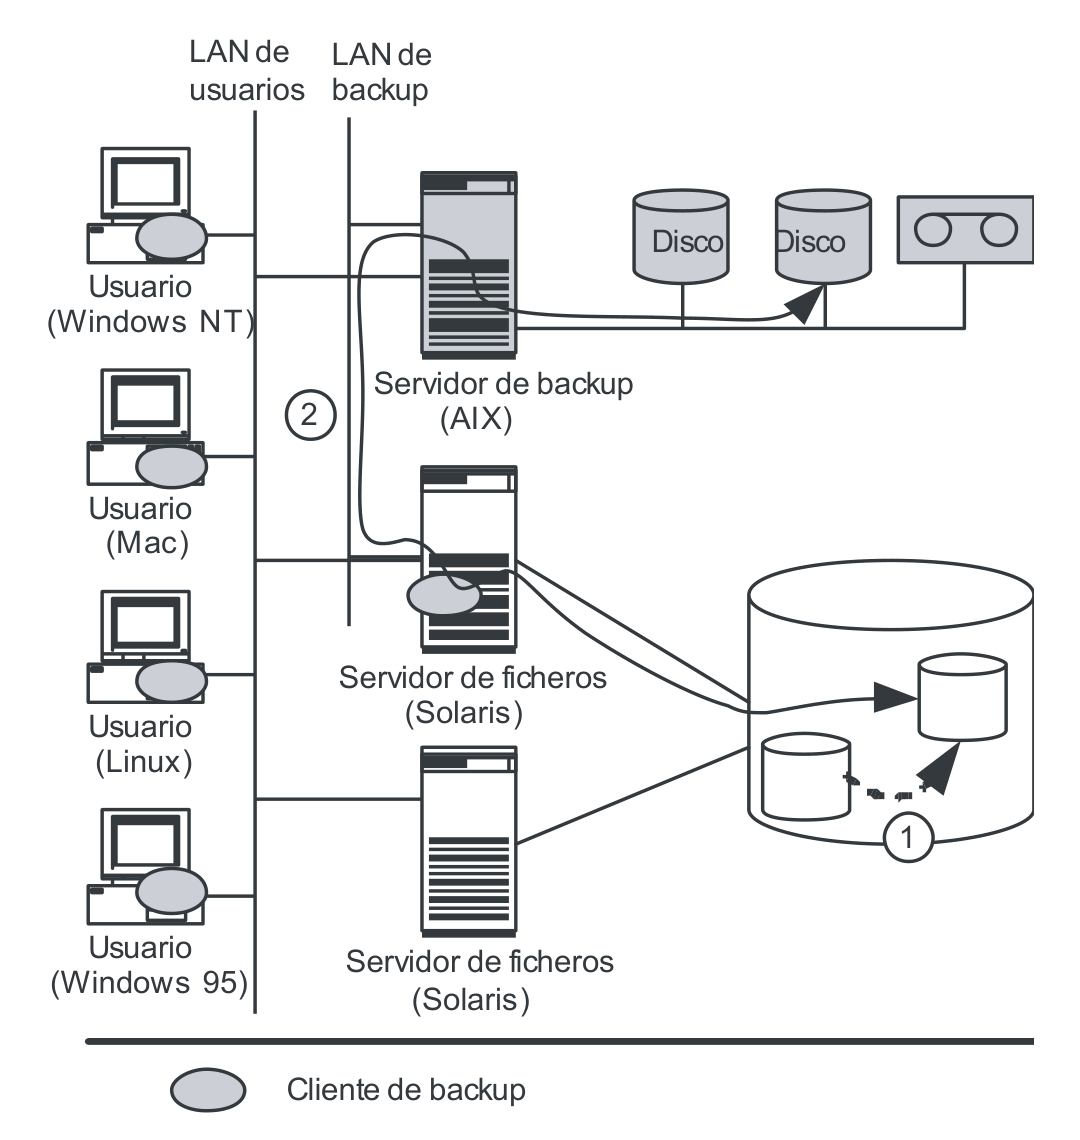 LAN de
usuarios
LAN de
backup
Disco
Disco
Usuario
(Windows NT)
Servidor de backup
(AIX)
2
Usuario
(Mac)
Servidor de ficheros
(Solaris)
Usuario
(Linux)
1
Usuario
(Windows 95)
Servidor de ficheros
(Solaris)
Cliente de backup